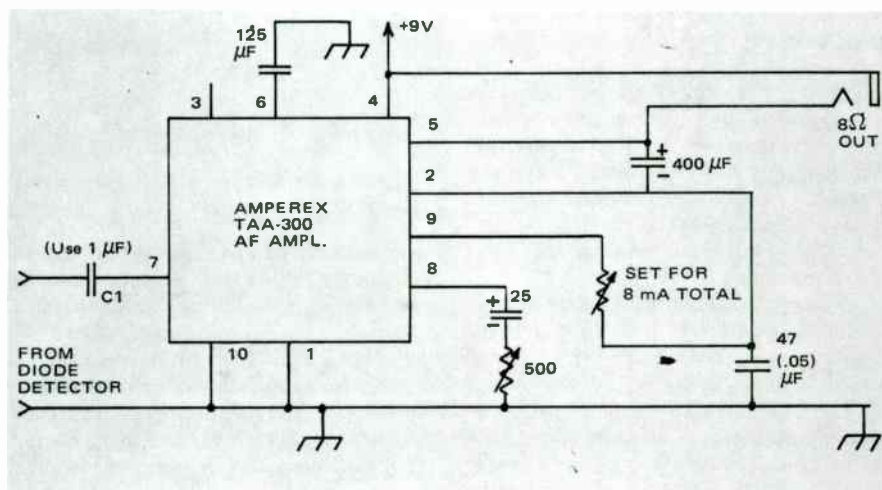 125
µF
+9V
3
6
4
5
8Ω
OUT
+
400 µF
−
2
AMPEREX
TAA-300
AF AMPL.
9
(Use 1 µF)
7
8
SET FOR
8 mA TOTAL
C1
+
25
−
47
(.05)
µF
FROM
DIODE
DETECTOR
10
1
500